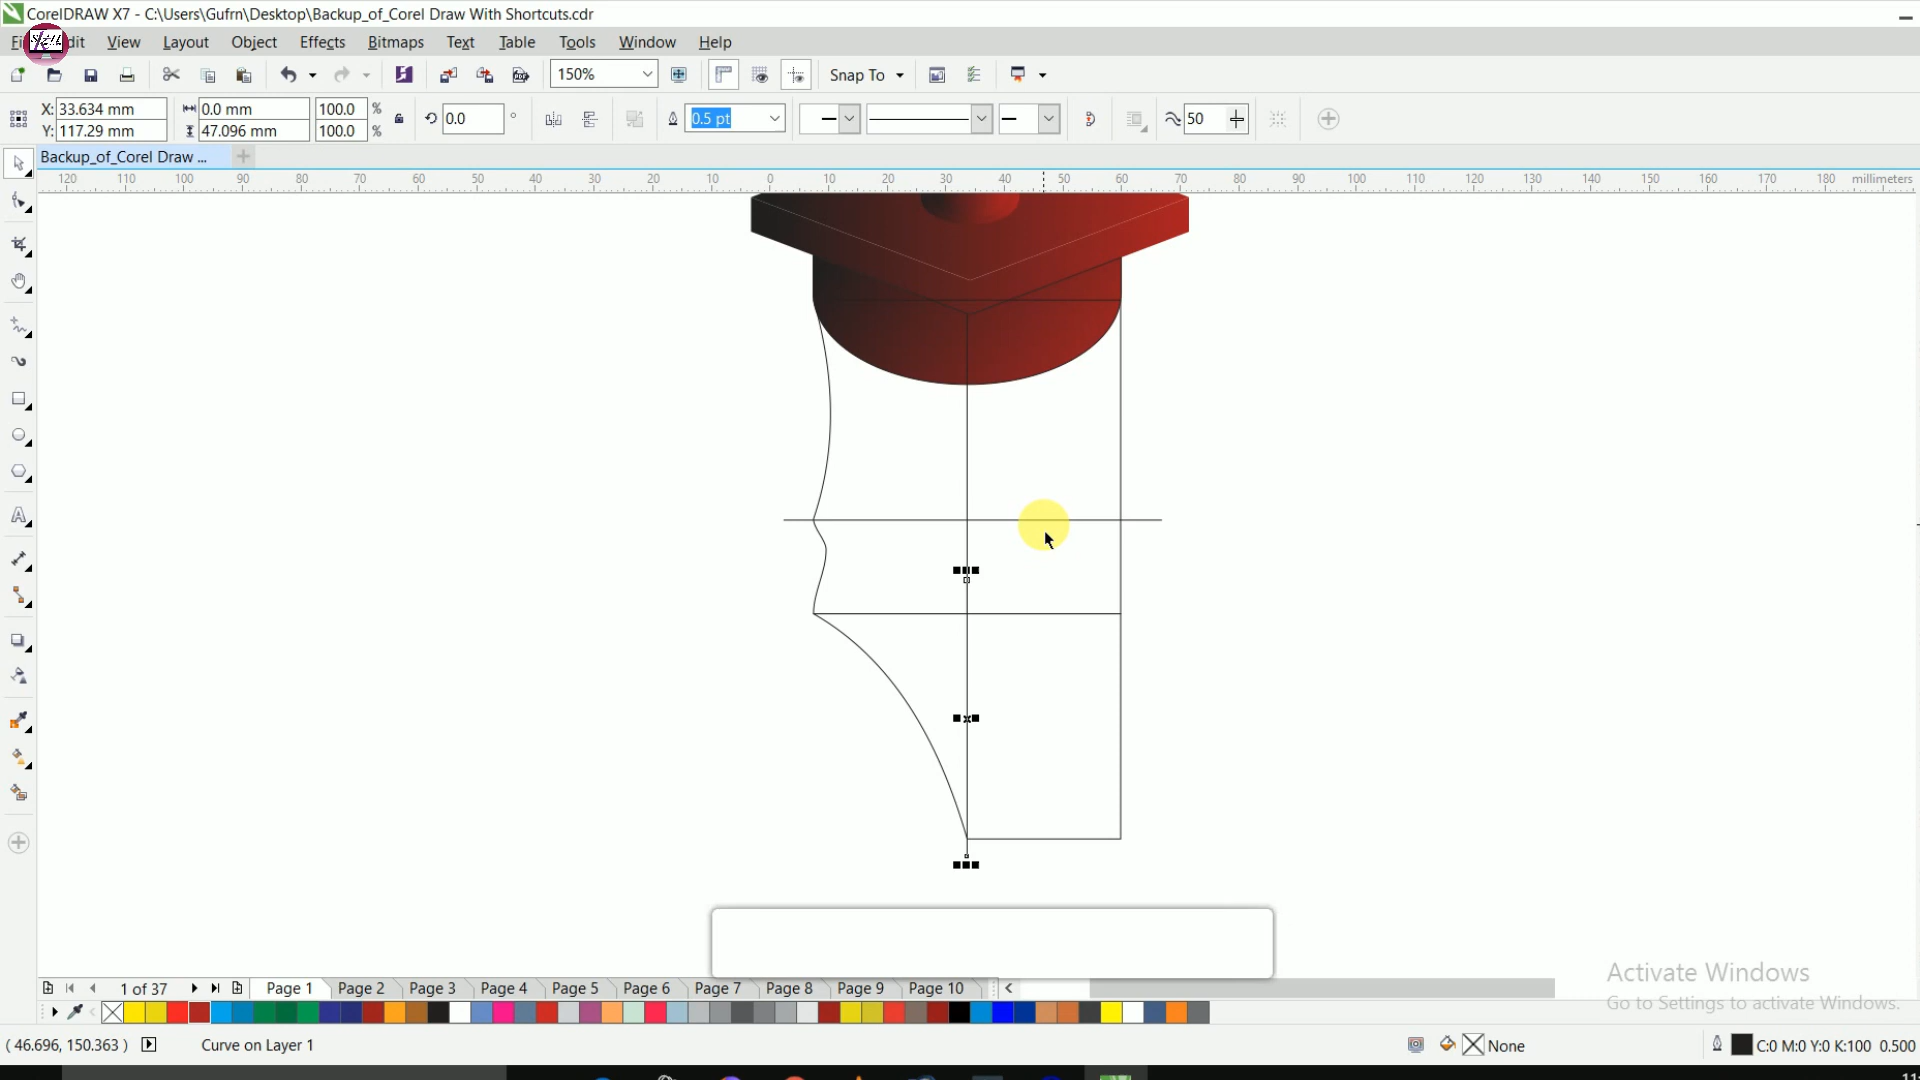 CorelDRAW X7 - C:\Users\Gufrn\Desktop\Backup_of_Corel Draw With Shortcuts.cdr
View Layout Object Effects Bitmaps Text Table Tools Window Help
150% Snap To
X: 33.634 mm 0.0 mm 100.0 % 0.0 ° 0.5 pt 50
Y: 117.29 mm 47.096 mm 100.0 %
Backup_of_Corel Draw ...
120 110 100 90 80 70 60 50 40 30 20 10 0 10 20 30 40 50 60 70 80 90 100 110 120 130 140 150 160 170 180 millimeters
Activate Windows
Go to Settings to activate Windows.
1 of 37 Page 1 Page 2 Page 3 Page 4 Page 5 Page 6 Page 7 Page 8 Page 9 Page 10
( 46.696, 150.363 ) Curve on Layer 1 None C:0 M:0 Y:0 K:100 0.500